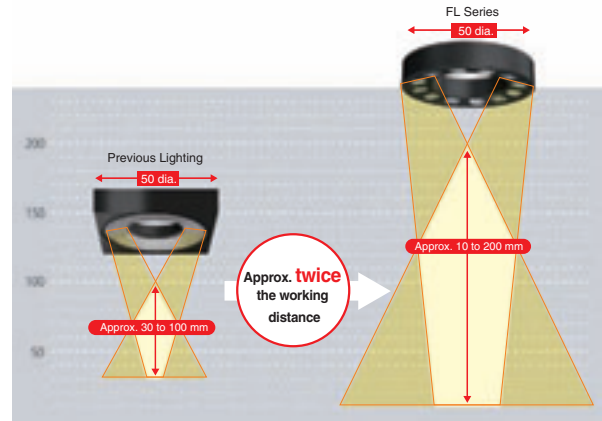 FL Series
50 dia.
200
Previous Lighting
50 dia.
150
Approx. 10 to 200 mm
100
Approx. twice
the working
distance
Approx. 30 to 100 mm
50